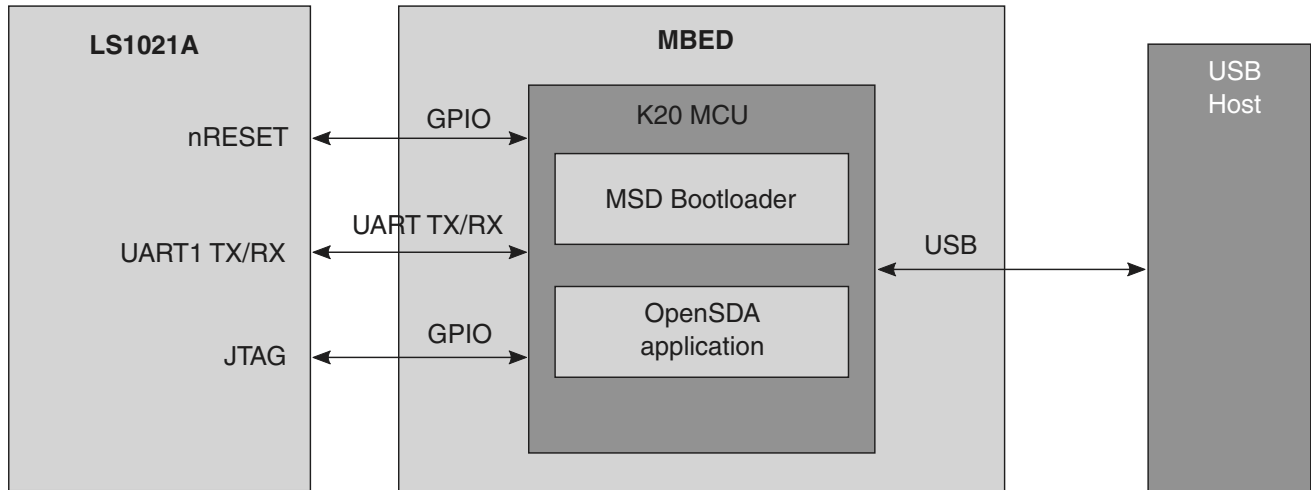 LS1021A
MBED
USB
Host
K20 MCU
nRESET
GPIO
MSD Bootloader
UART1 TX/RX
UART TX/RX
USB
OpenSDA
application
JTAG
GPIO